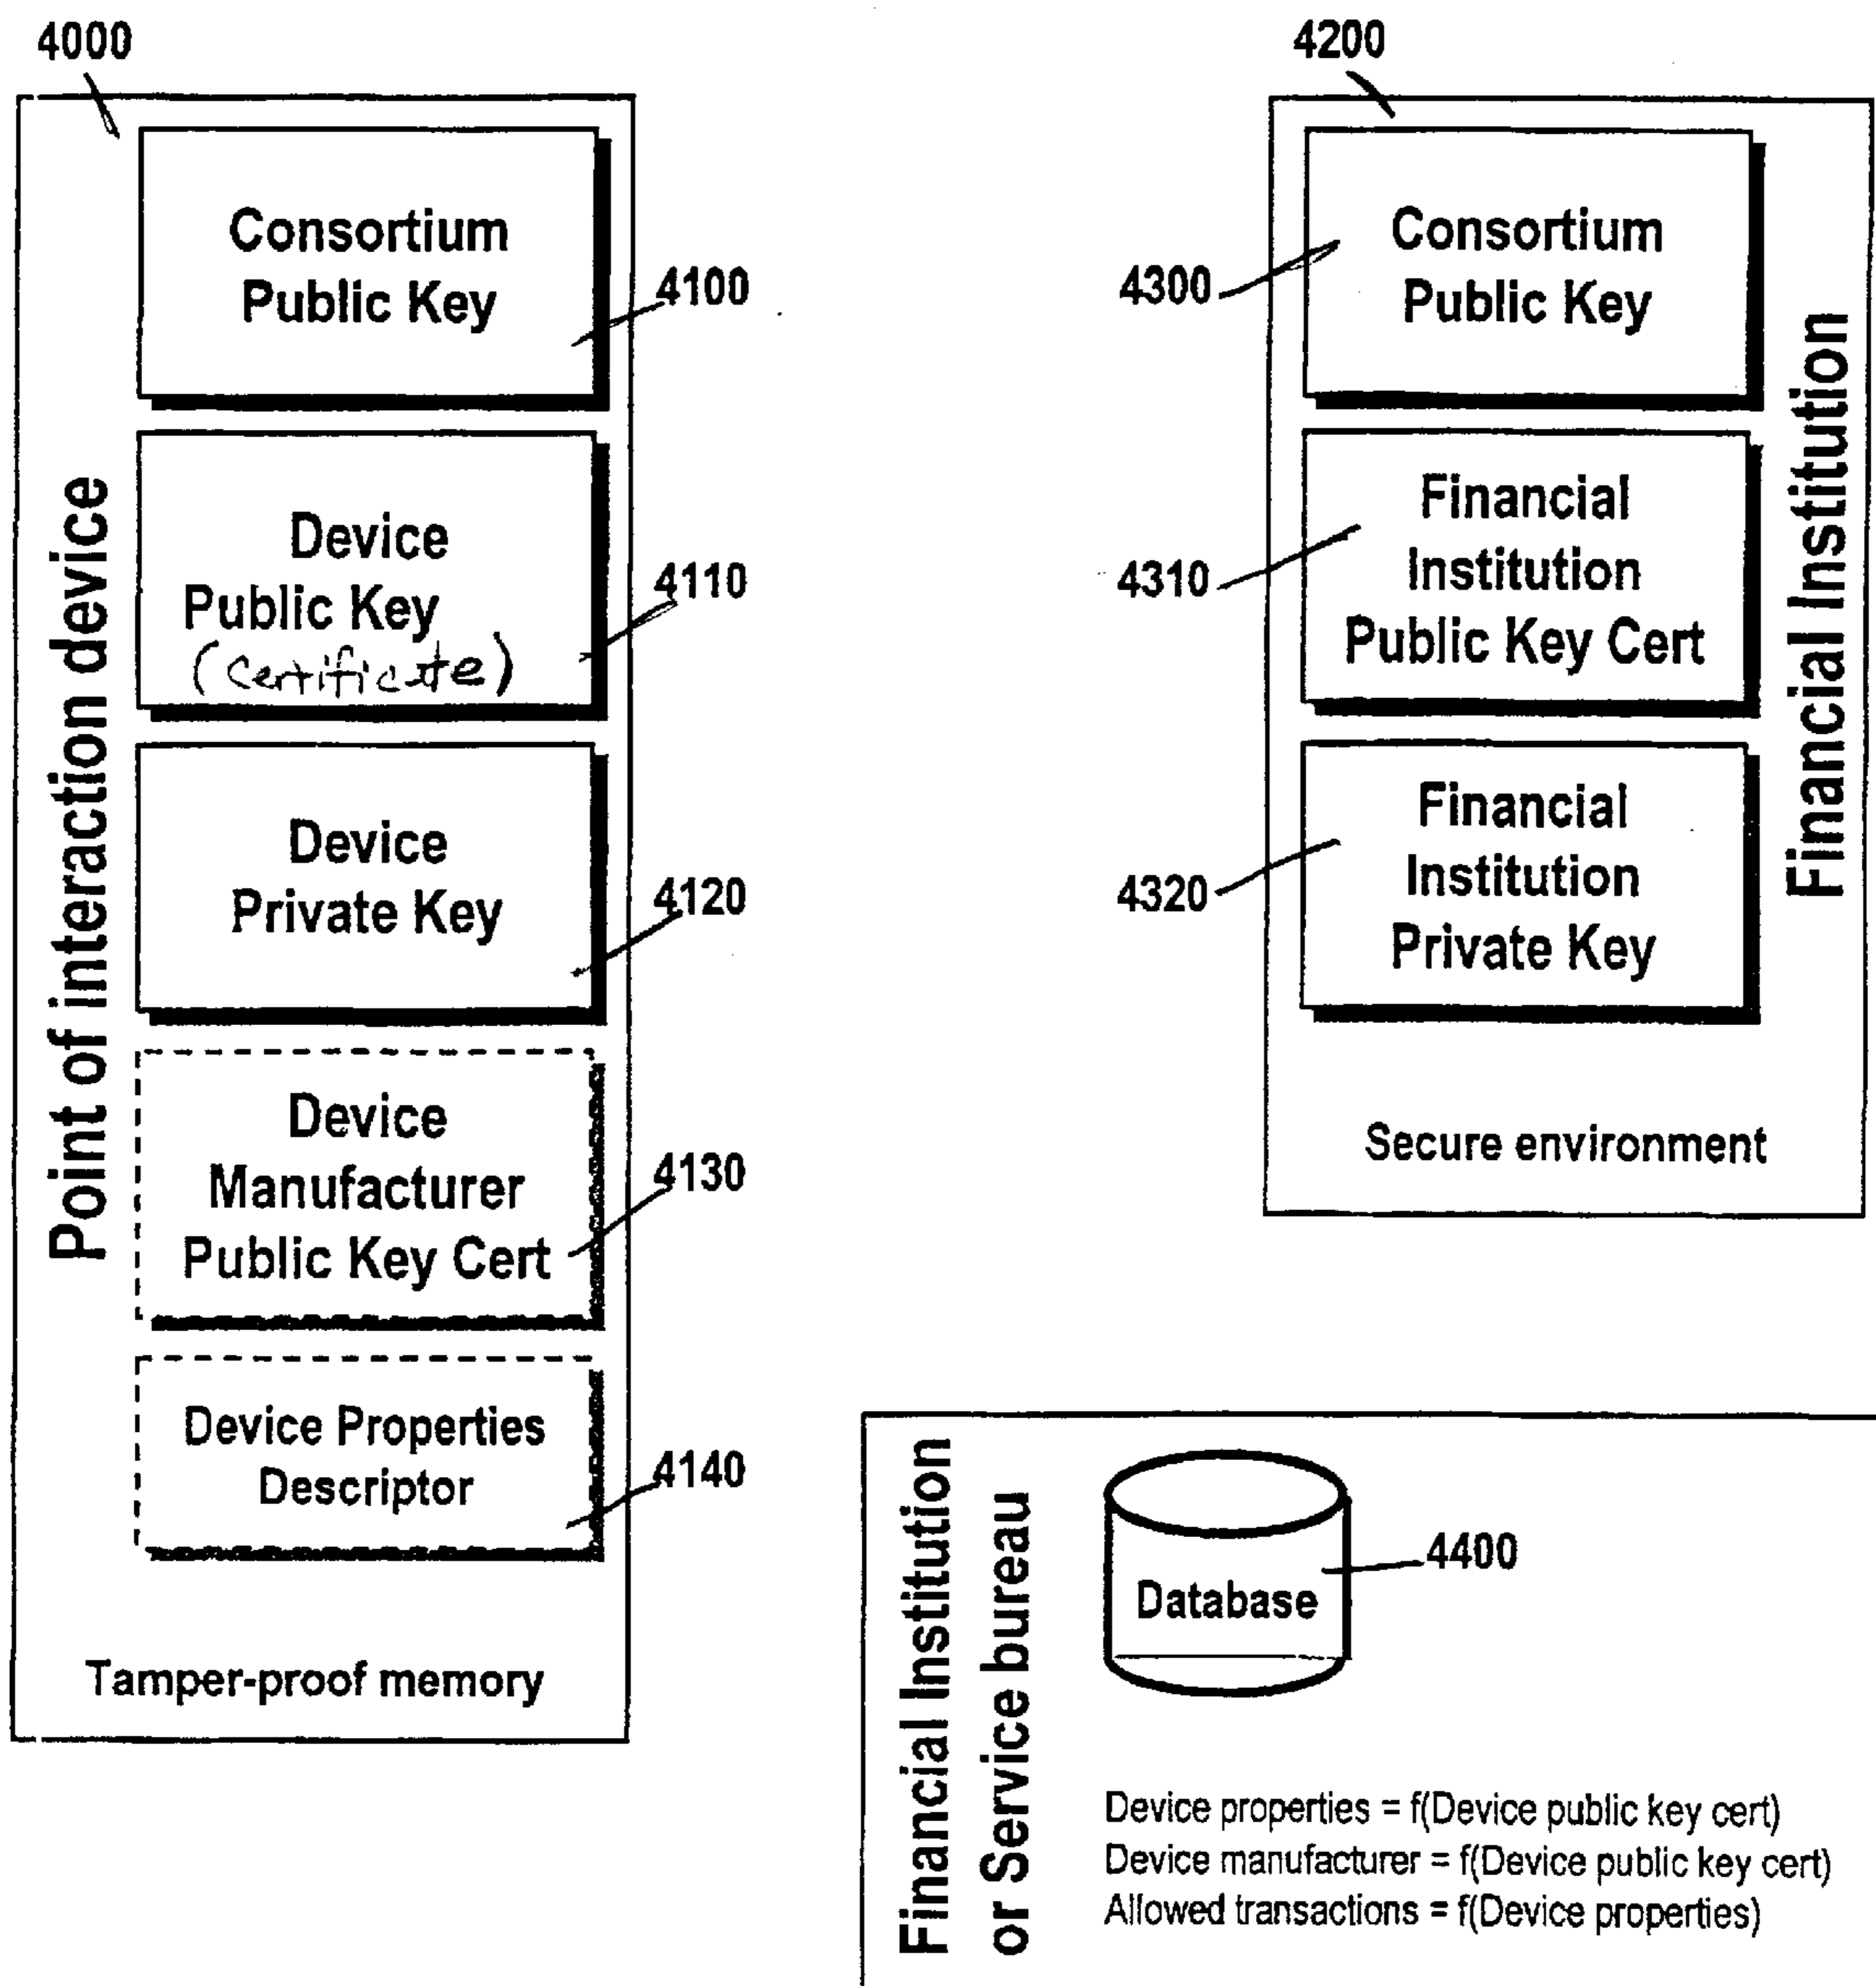 4000
Point of interaction device
Consortium
Public Key
4100
Device
Public Key
(Certificate)
4110
Device
Private Key
4120
Device
Manufacturer
Public Key Cert
4130
Device Properties
Descriptor
4140
Tamper-proof memory
4200
Financial Institution
Consortium
Public Key
4300
Financial
Institution
Public Key Cert
4310
Financial
Institution
Private Key
4320
Secure environment
Financial Institution
or Service bureau
Database
4400
Device properties = f(Device public key cert)
Device manufacturer = f(Device public key cert)
Allowed transactions = f(Device properties)